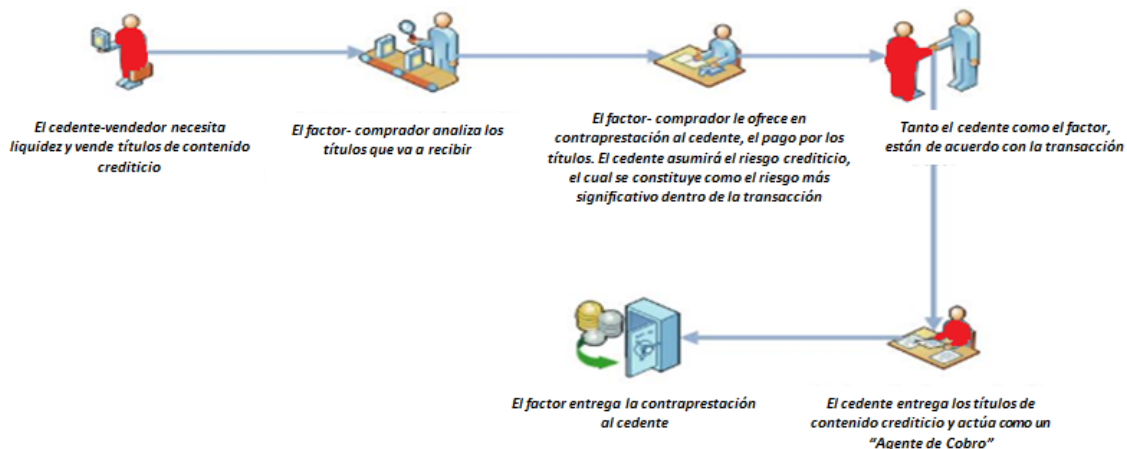 El cedente-vendedor necesita
liquidez y vende títulos de contenido
crediticio
El factor- comprador analiza los
títulos que va a recibir
El factor- comprador le ofrece en
contraprestación al cedente, el pago por los
títulos. El cedente asumirá el riesgo crediticio,
el cual se constituye como el riesgo más
significativo dentro de la transacción
Tanto el cedente como el factor,
están de acuerdo con la transacción
El factor entrega la contraprestación
al cedente
El cedente entrega los títulos de
contenido crediticio y actúa como un
“Agente de Cobro”